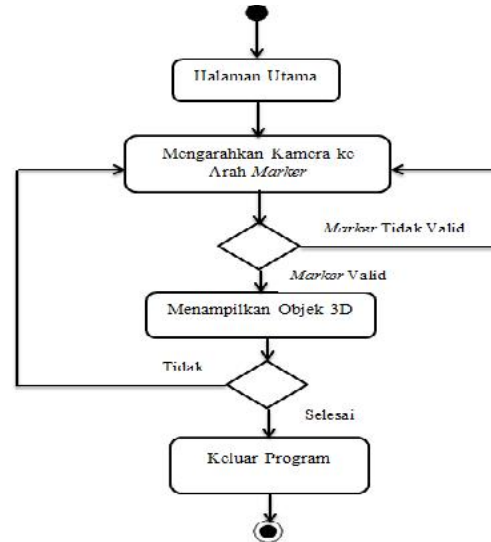 Halaman Utama
Mengarahkan Kamera ke
Arah Marker
Marker Tidak Valid
Marker Valid
Menampilkan Objek 3D
Tidak
Selesai
Keluar Program